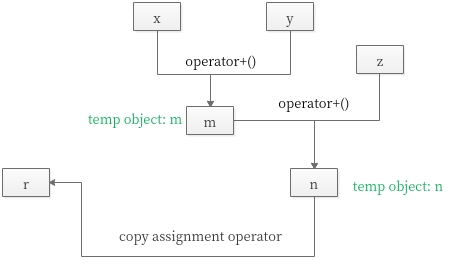 x
y
operator+()
z
operator+()
temp object: m
m
r
n
temp object: n
copy assignment operator